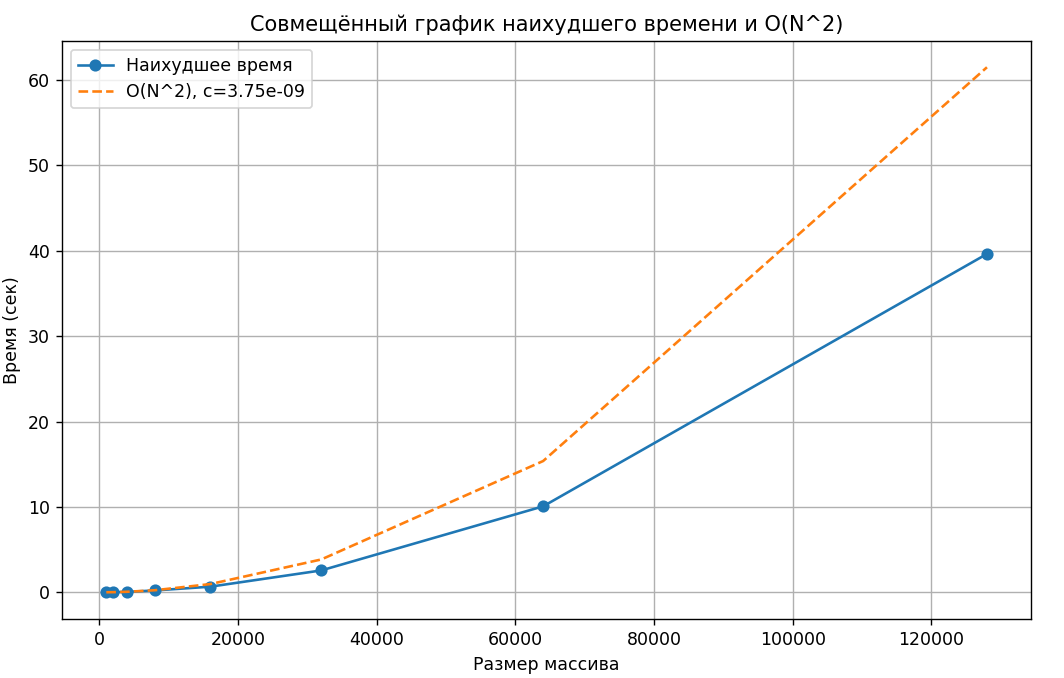 Совмещённый график наихудшего времени и O(N^2)
Наихудшее время
O(N^2), c=3.75e-09
Время (сек)
60
50
40
30
20
10
0
0 20000 40000 60000 80000 100000 120000
Размер массива